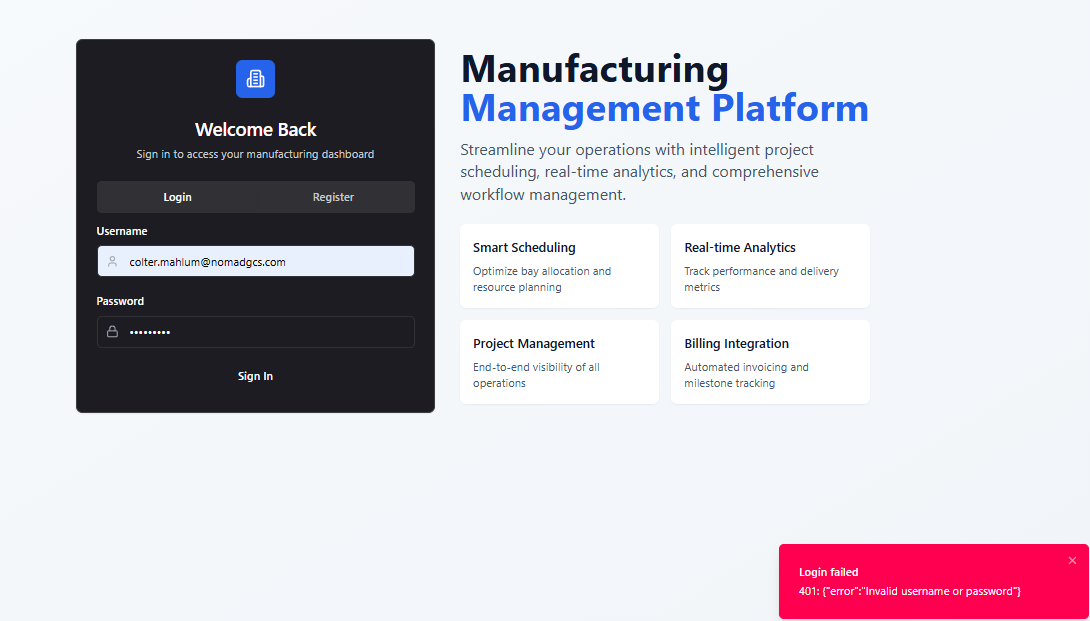 Welcome Back
Sign in to access your manufacturing dashboard
Login
Register
Username
colter.mahlum@nomadgcs.com
Password
•••••••••
Sign In
Manufacturing
Management Platform
Streamline your operations with intelligent project
scheduling, real-time analytics, and comprehensive
workflow management.
Smart Scheduling
Optimize bay allocation and
resource planning
Real-time Analytics
Track performance and delivery
metrics
Project Management
End-to-end visibility of all
operations
Billing Integration
Automated invoicing and
milestone tracking
Login failed
401: {"error":"Invalid username or password"}